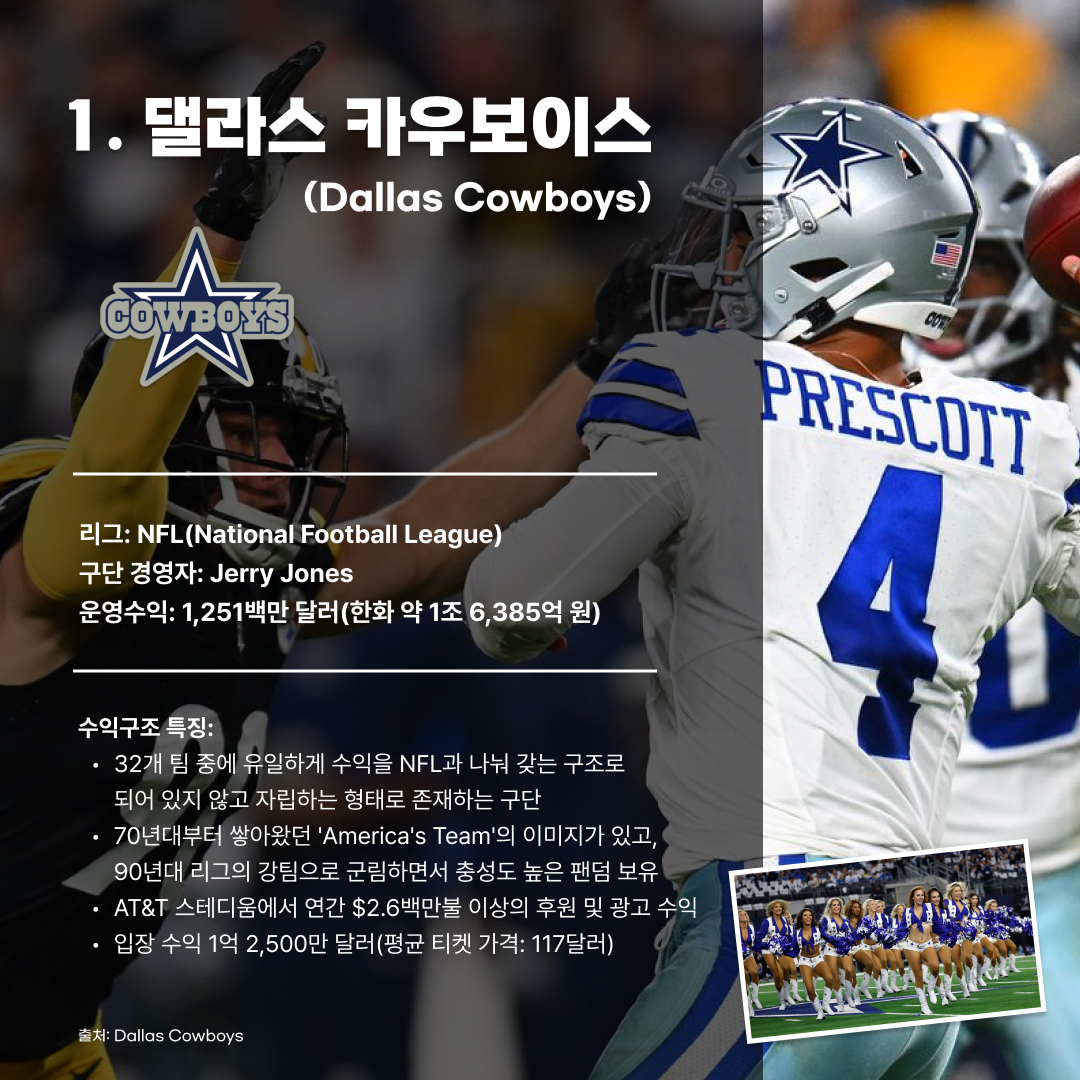 1. 댈라스 카우보이스
(Dallas Cowboys)
COWBOYS
PRESCOTT
4
리그: NFL(National Football League)
구단 경영자: Jerry Jones
운영수익: 1,251백만 달러(한화 약 1조 6,385억 원)
수익구조 특징:
• 32개 팀 중에 유일하게 수익을 NFL과 나눠 갖는 구조로
되어 있지 않고 자립하는 형태로 존재하는 구단
• 70년대부터 쌓아왔던 'America's Team'의 이미지가 있고,
90년대 리그의 강팀으로 군림하면서 충성도 높은 팬덤 보유
• AT&T 스테디움에서 연간 $2.6백만불 이상의 후원 및 광고 수익
• 입장 수익 1억 2,500만 달러(평균 티켓 가격: 117달러)
출처: Dallas Cowboys